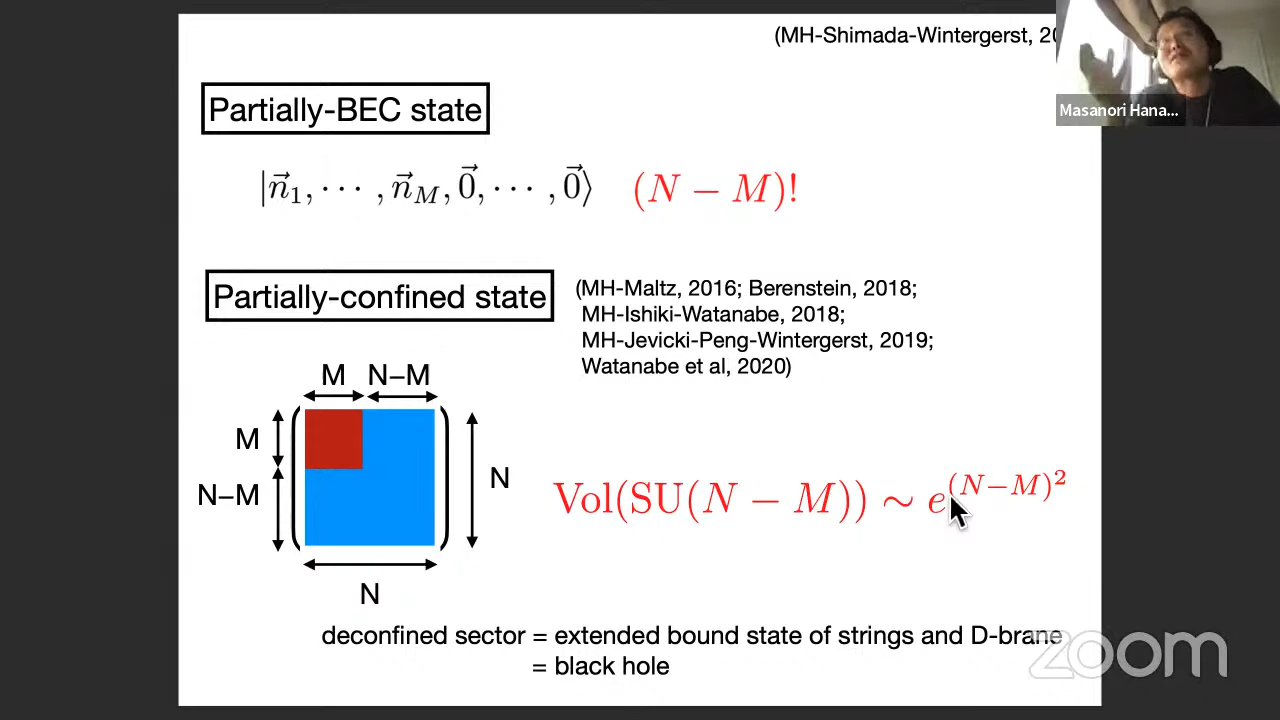 (MH-Shimada-Wintergerst, 20
Masanori Hana...
Partially-BEC state
|n⃗₁, ⋯ , n⃗_M, 0⃗, ⋯ , 0⃗⟩ (N − M)!
Partially-confined state
(MH-Maltz, 2016; Berenstein, 2018;
MH-Ishiki-Watanabe, 2018;
MH-Jevicki-Peng-Wintergerst, 2019;
Watanabe et al, 2020)
M N–M
M
N–M
N
N
Vol(SU(N − M)) ∼ e^{(N−M)²}
deconfined sector = extended bound state of strings and D-brane
= black hole
zoom